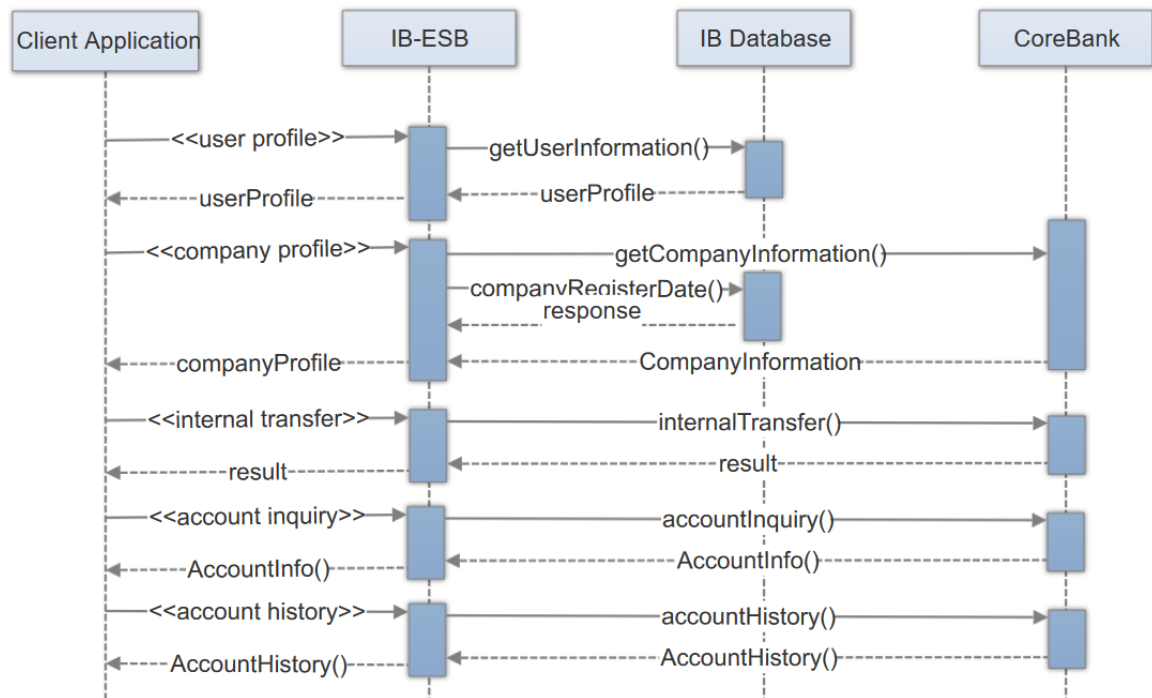 Client Application
IB-ESB
IB Database
CoreBank
<<user profile>>
getUserInformation()
userProfile
userProfile
<<company profile>>
getCompanyInformation()
companyRegisterDate()
response
companyProfile
CompanyInformation
<<internal transfer>>
internalTransfer()
result
result
<<account inquiry>>
accountInquiry()
AccountInfo()
AccountInfo()
<<account history>>
accountHistory()
AccountHistory()
AccountHistory()